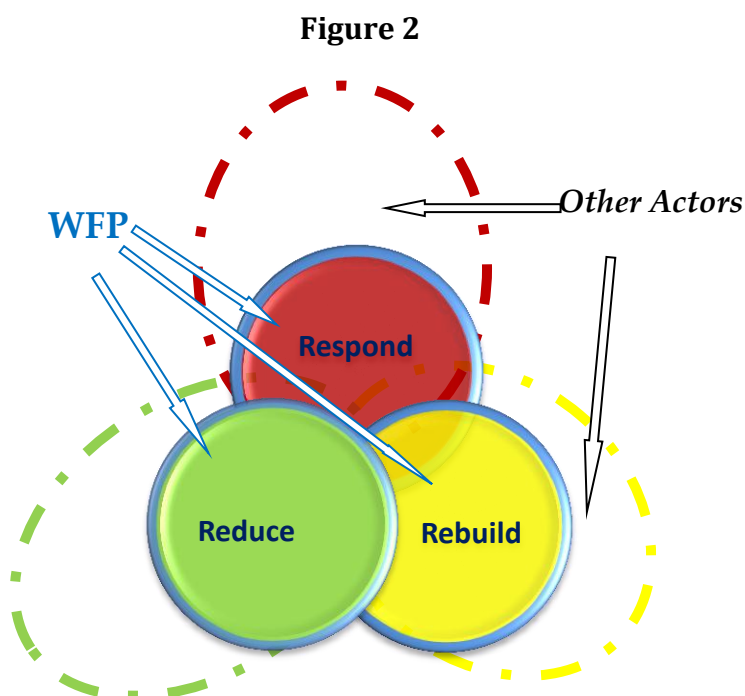 Figure 2
Other Actors
WFP
Respond
Reduce
Rebuild